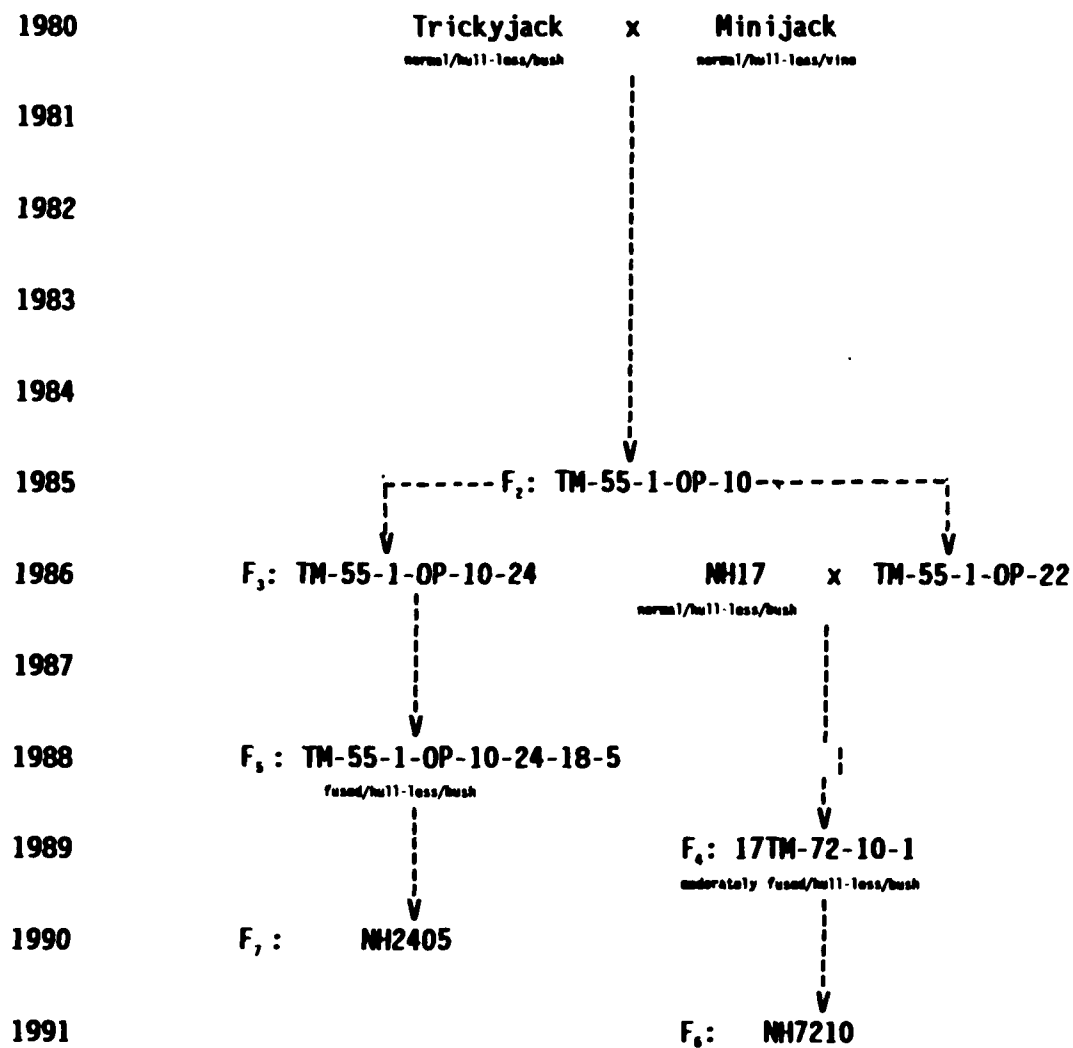 1980 Trickyjack x Minijack
normal/hull-less/bush normal/hull-less/vine
1981
1982
1983
1984
1985 F₂: TM-55-1-OP-10
1986 F₃: TM-55-1-OP-10-24 NH17 x TM-55-1-OP-22
normal/hull-less/bush
1987
1988 F₅: TM-55-1-OP-10-24-18-5
fused/hull-less/bush
1989 F₄: 17TM-72-10-1
moderately fused/hull-less/bush
1990 F₇: NH2405
1991 F₆: NH7210